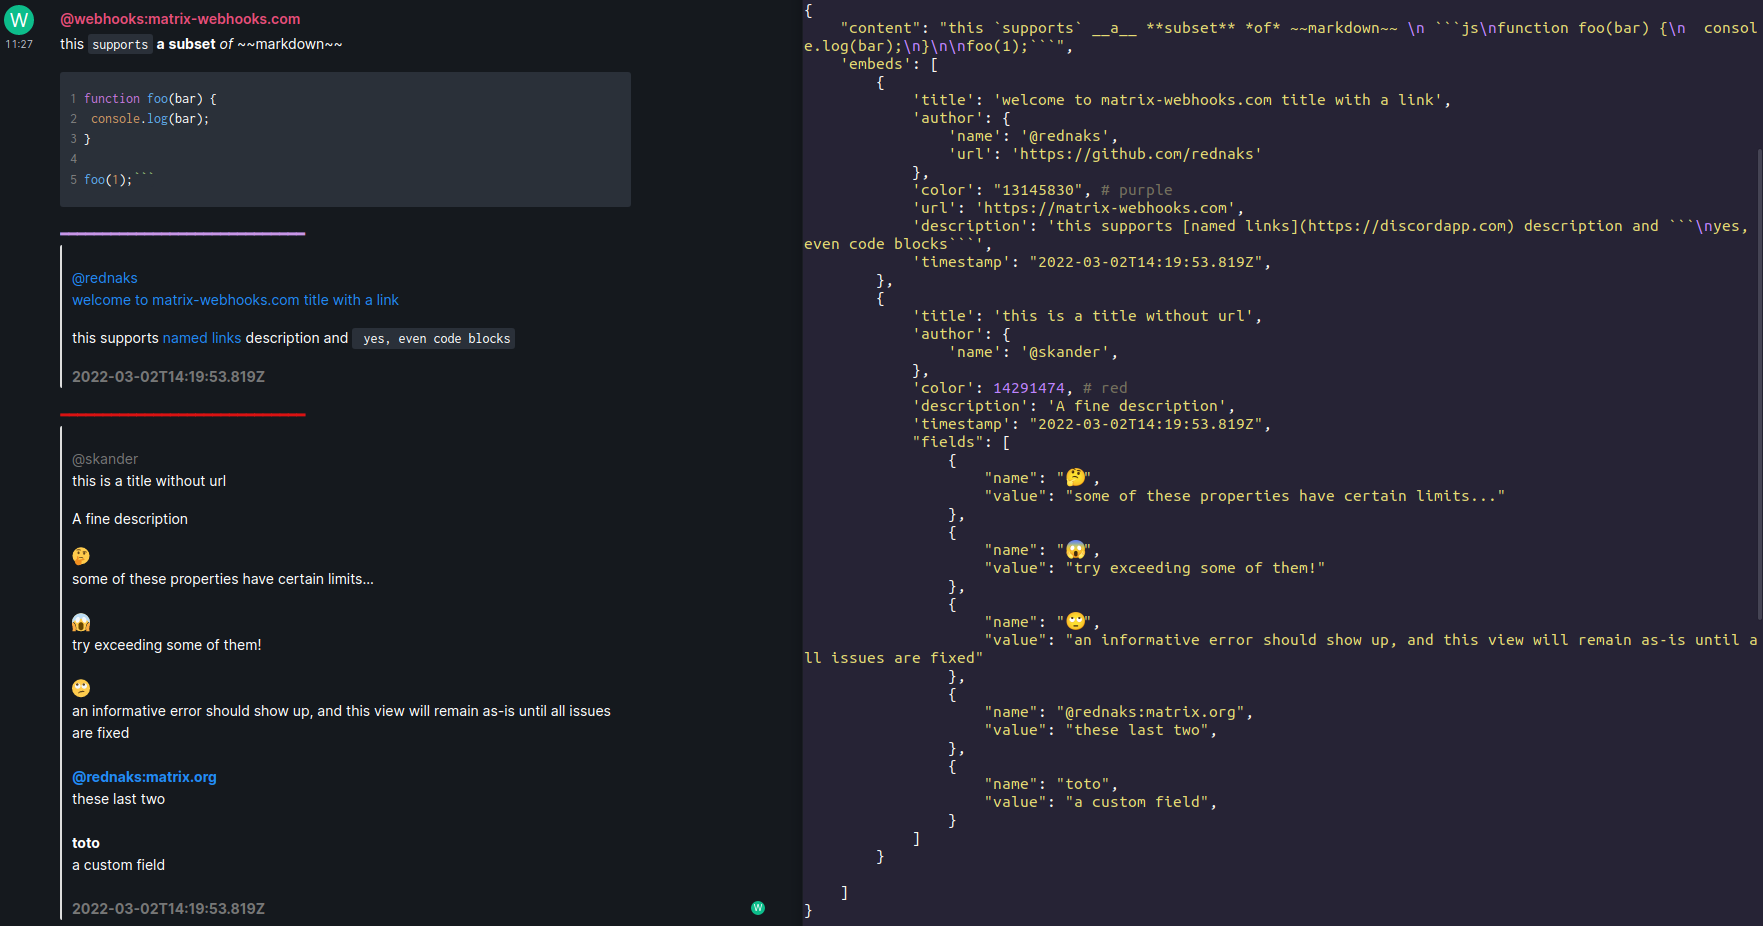 W
@webhooks:matrix-webhooks.com
11:27
this supports a subset of ~~markdown~~
1 function foo(bar) {
2  console.log(bar);
3 }
4
5 foo(1);```
@rednaks
welcome to matrix-webhooks.com title with a link
this supports named links description and yes, even code blocks
2022-03-02T14:19:53.819Z
@skander
this is a title without url
A fine description
🤔
some of these properties have certain limits...
😱
try exceeding some of them!
🙄
an informative error should show up, and this view will remain as-is until all issues
are fixed
@rednaks:matrix.org
these last two
toto
a custom field
2022-03-02T14:19:53.819Z
W
{
    "content": "this `supports` __a__ **subset** *of* ~~markdown~~ \n ```js\nfunction foo(bar) {\n  consol
e.log(bar);\n}\n\nfoo(1);```",
    'embeds': [
        {
            'title': 'welcome to matrix-webhooks.com title with a link',
            'author': {
                'name': '@rednaks',
                'url': 'https://github.com/rednaks'
            },
            'color': "13145830", # purple
            'url': 'https://matrix-webhooks.com',
            'description': 'this supports [named links](https://discordapp.com) description and ```\nyes,
even code blocks```',
            'timestamp': "2022-03-02T14:19:53.819Z",
        },
        {
            'title': 'this is a title without url',
            'author': {
                'name': '@skander',
            },
            'color': 14291474, # red
            'description': 'A fine description',
            'timestamp': "2022-03-02T14:19:53.819Z",
            "fields": [
                {
                    "name": "🤔",
                    "value": "some of these properties have certain limits..."
                },
                {
                    "name": "😱",
                    "value": "try exceeding some of them!"
                },
                {
                    "name": "🙄",
                    "value": "an informative error should show up, and this view will remain as-is until a
ll issues are fixed"
                },
                {
                    "name": "@rednaks:matrix.org",
                    "value": "these last two",
                },
                {
                    "name": "toto",
                    "value": "a custom field",
                }
            ]
        }
    ]
}